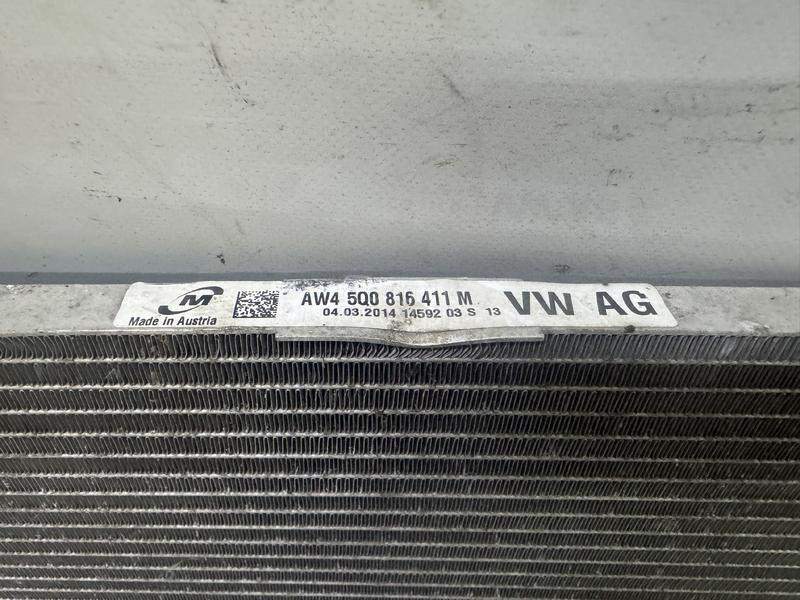 M
Made in Austria
AW4 5Q0 816 411 M
04.03.2014 14592 03 S 13
VW AG